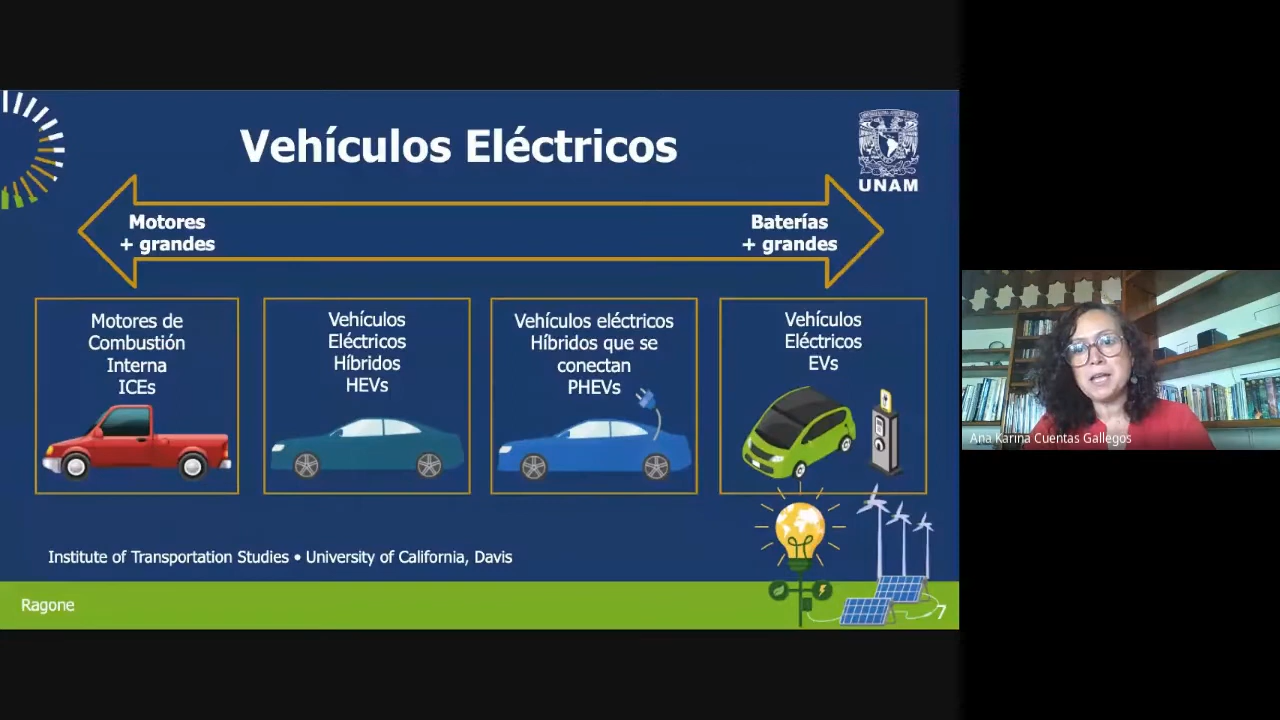 Vehículos Eléctricos
UNAM
Motores
+ grandes
Baterías
+ grandes
Motores de
Combustión
Interna
ICEs
Vehículos
Eléctricos
Híbridos
HEVs
Vehículos eléctricos
Híbridos que se
conectan
PHEVs
Vehículos
Eléctricos
EVs
Institute of Transportation Studies • University of California, Davis
Ragone
7
Ana Karina Cuentas Gallegos